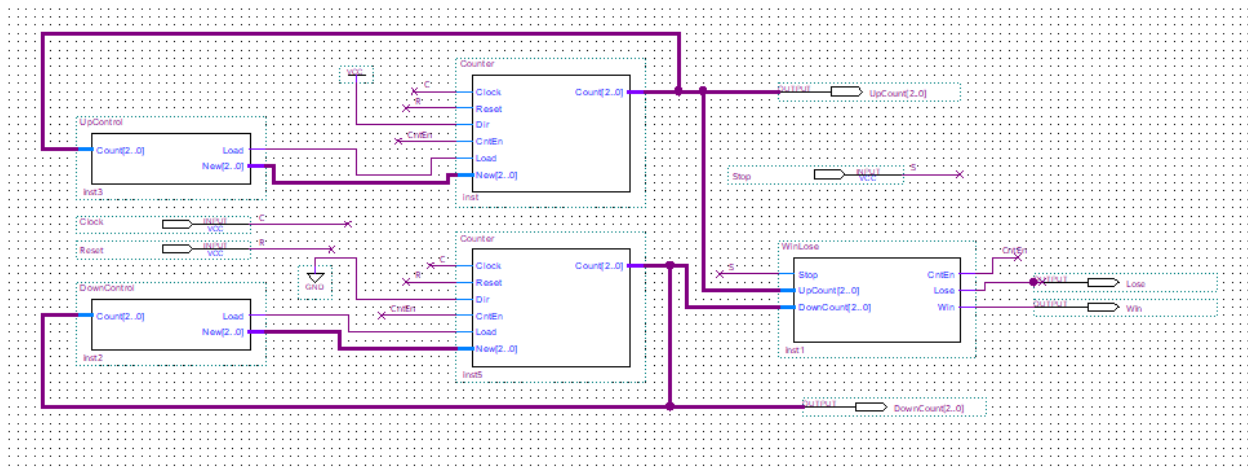 Counter
VCC
C
Clock
Count[2..0]
R
Reset
OUTPUT
UpCount[2..0]
Dir
UpControl
CntEn
CntEn
Count[2..0]
Load
Load
New[2..0]
New[2..0]
Inst3
Inst
Stop
INPUT
VCC
S
Clock
INPUT
VCC
C
Reset
INPUT
VCC
R
Counter
C
Clock
Count[2..0]
R
Reset
GND
Dir
DownControl
CntEn
CntEn
Count[2..0]
Load
Load
New[2..0]
New[2..0]
Inst2
Inst5
WinLose
CntEn
S
Stop
CntEn
UpCount[2..0]
Lose
OUTPUT
Lose
DownCount[2..0]
Win
OUTPUT
Win
Inst1
OUTPUT
DownCount[2..0]